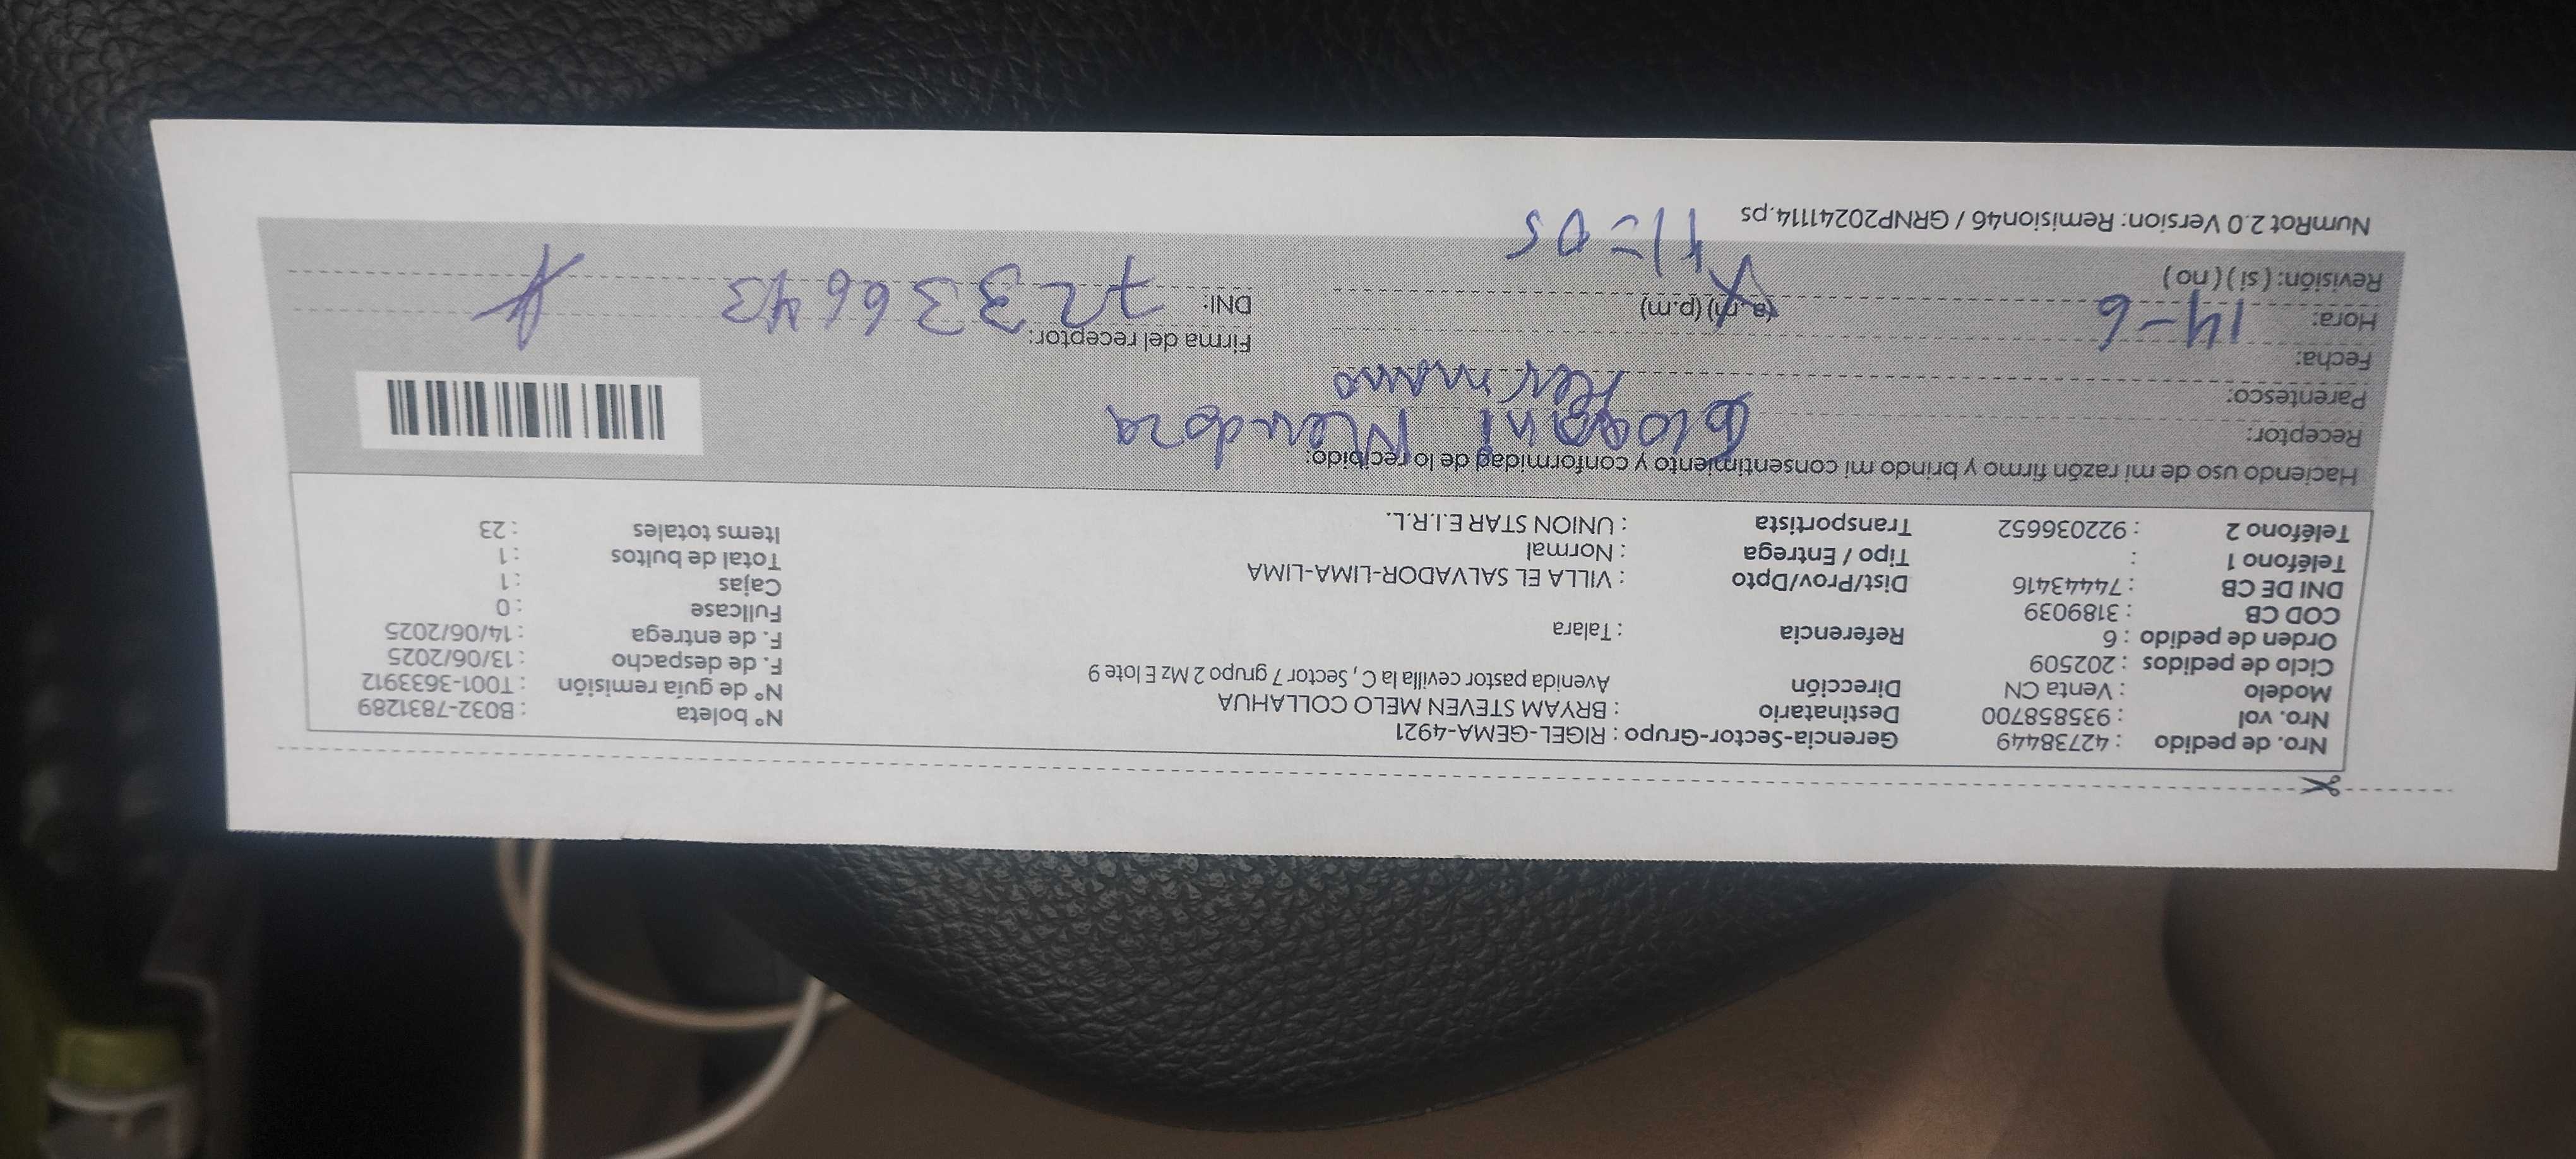 Nro. de pedido : 42738449 Gerencia-Sector-Grupo : RIGEL-GEMA-4921 N° boleta : B032-7831289
Nro. vol : 935858700 Destinatario : BRYAM STEVEN MELO COLLAHUA N° de guía remisión : T001-3633912
Modelo : Venta CN Dirección Avenida pastor cevilla la C, Sector 7 grupo 2 Mz E lote 9 F. de despacho : 13/06/2025
Ciclo de pedidos : 202509 F. de entrega : 14/06/2025
Orden de pedido : 6 Referencia : Talara Fullcase : 0
COD CB : 3189039 Cajas : 1
DNI DE CB : 74443416 Dist/Prov/Dpto : VILLA EL SALVADOR-LIMA-LIMA Total de bultos : 1
Teléfono 1 : Tipo / Entrega : Normal Items totales : 23
Teléfono 2 : 922036652 Transportista : UNION STAR E.I.R.L.
Haciendo uso de mi razón firmo y brindo mi consentimiento y conformidad de lo recibido:
Receptor: Mendoza
Parentesco: Hermano
Fecha: 14-6
Firma del receptor:
Hora: (a.m) (p.m) DNI: 72336643
Revisión: ( si ) ( no ) 11=05
NumRot 2.0 Version: Remision46 / GRNP20241114.ps